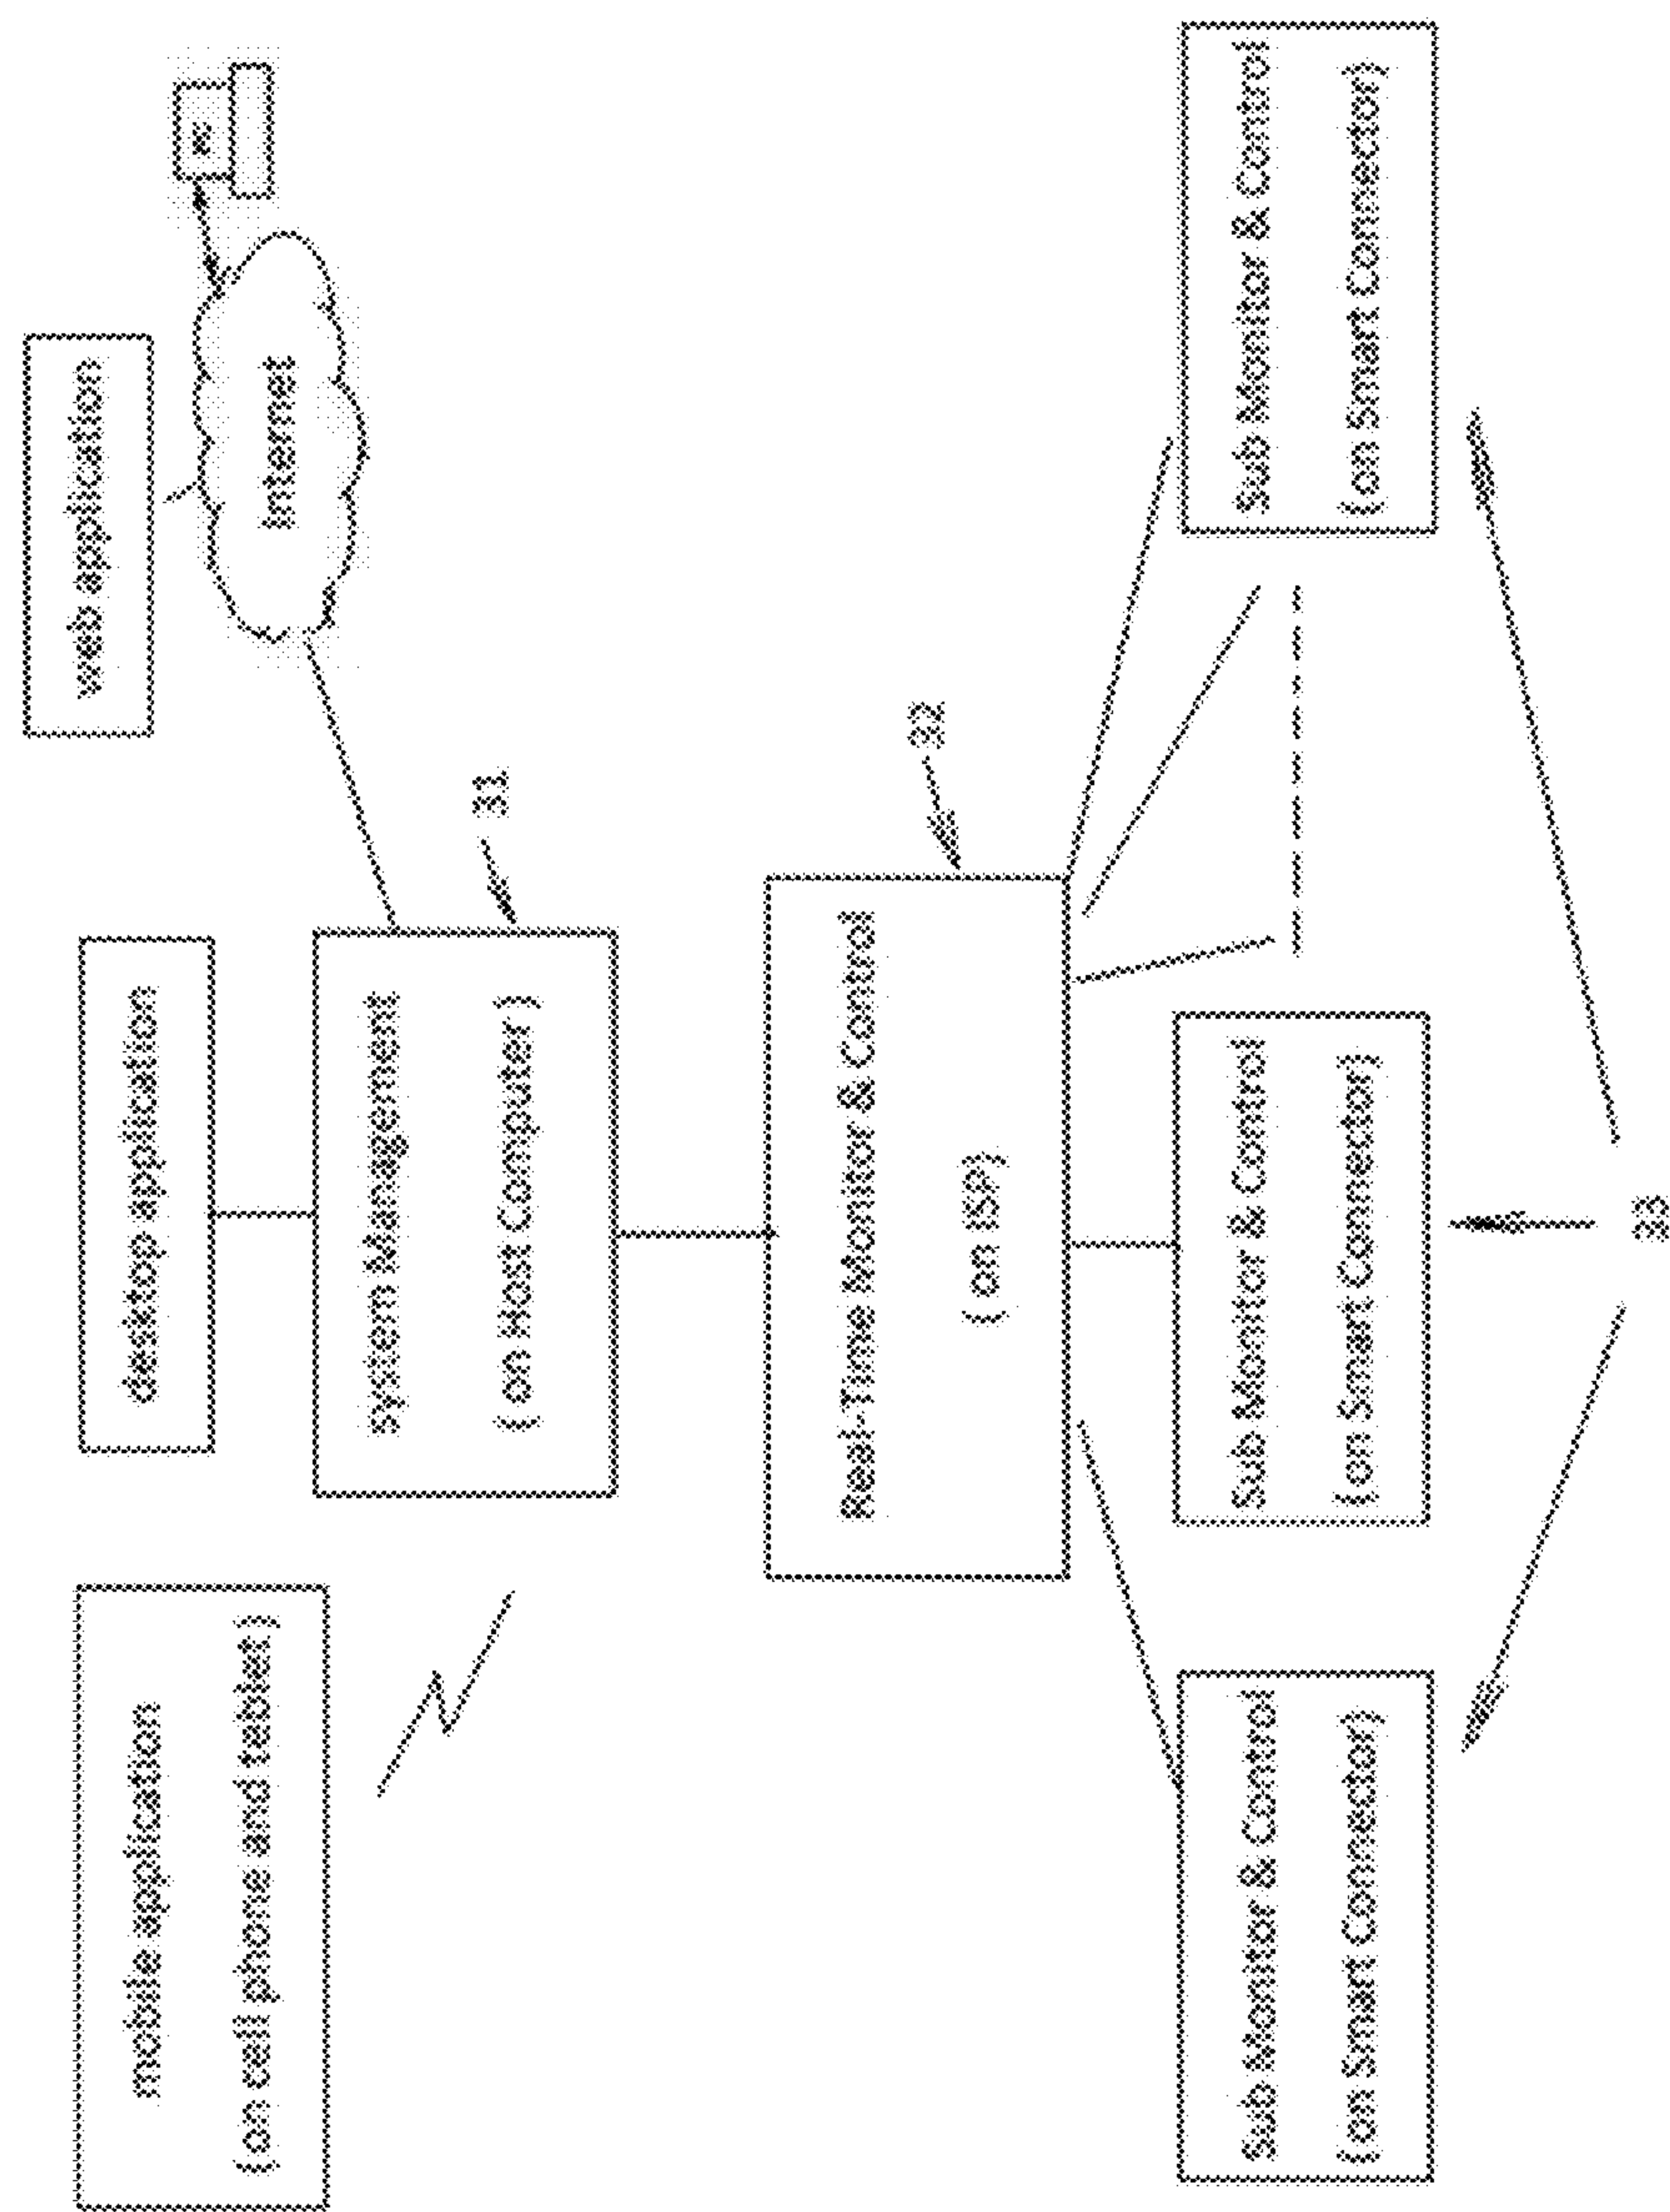 mobile application
( on cell phone and teblet )
desktop application
web application
Internet
System Management
( on Host Computer )
31
Real-Time Monitor & Control
( on ESP)
32
Sub Monitor & Control
( on Smart Connector)
Sub Monitor & Control
( on Smart Connector)
Sub Monitor & Control
( on Smart Connector)
33